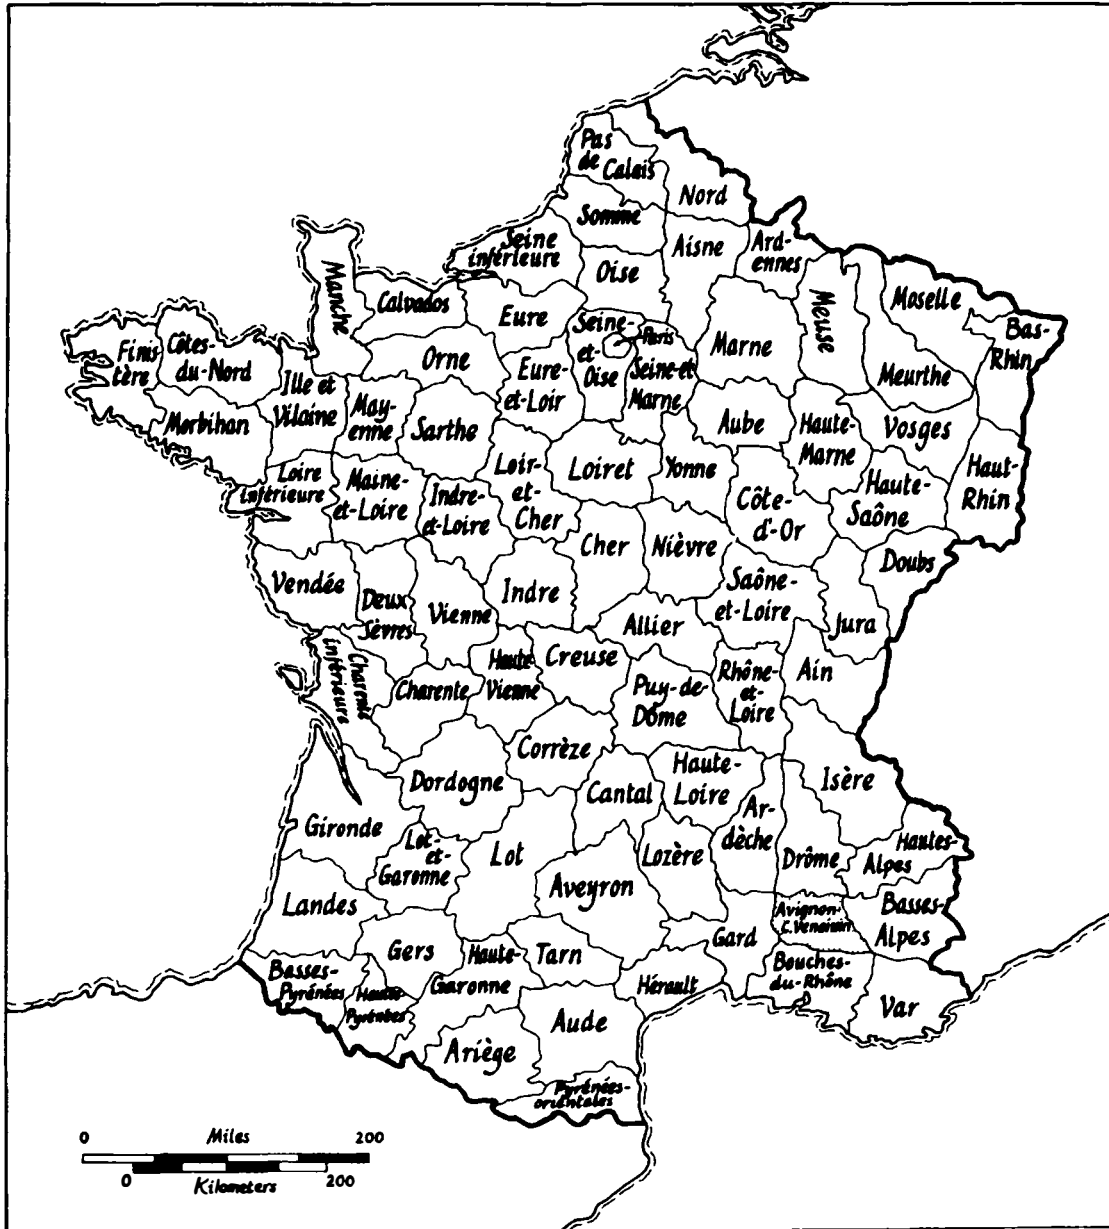 Pas
de Calais
Nord
Somme
Seine
inférieure
Oise
Aisne
Ard-
ennes
Manche
Calvados
Eure
Seine-
et-
Oise
Paris
Seine-et
Marne
Marne
Meuse
Moselle
Bas-
Rhin
Finis
tère
Côtes-
du-Nord
Ille et
Vilaine
Orne
Eure-
et-Loir
Meurthe
Morbihan
May-
enne
Sarthe
Aube
Haute-
Marne
Vosges
Loire
inférieure
Maine-
et-Loire
Indre-
et-Loire
Loir-
et-
Cher
Loiret
Yonne
Côte-
d'-Or
Haute-
Saône
Haut-
Rhin
Vendée
Deux
Sèvres
Vienne
Indre
Cher
Nièvre
Saône-
et-Loire
Doubs
Jura
Charente
inférieure
Charente
Haute
Vienne
Creuse
Allier
Puy-de-
Dôme
Rhône-
et-
Loire
Ain
Corrèze
Dordogne
Cantal
Haute-
Loire
Isère
Gironde
Lot-
et-
Garonne
Lot
Aveyron
Lozère
Ar-
dèche
Drôme
Hautes-
Alpes
Landes
Gers
Haute-
Garonne
Tarn
Gard
Avignon-
C. Venaissin
Basses-
Alpes
Basses-
Pyrénées
Hautes-
Pyrénées
Hérault
Bouches-
du-Rhône
Var
Ariège
Aude
Pyrénées-
orientales
0 Miles 200
0 Kilometers 200